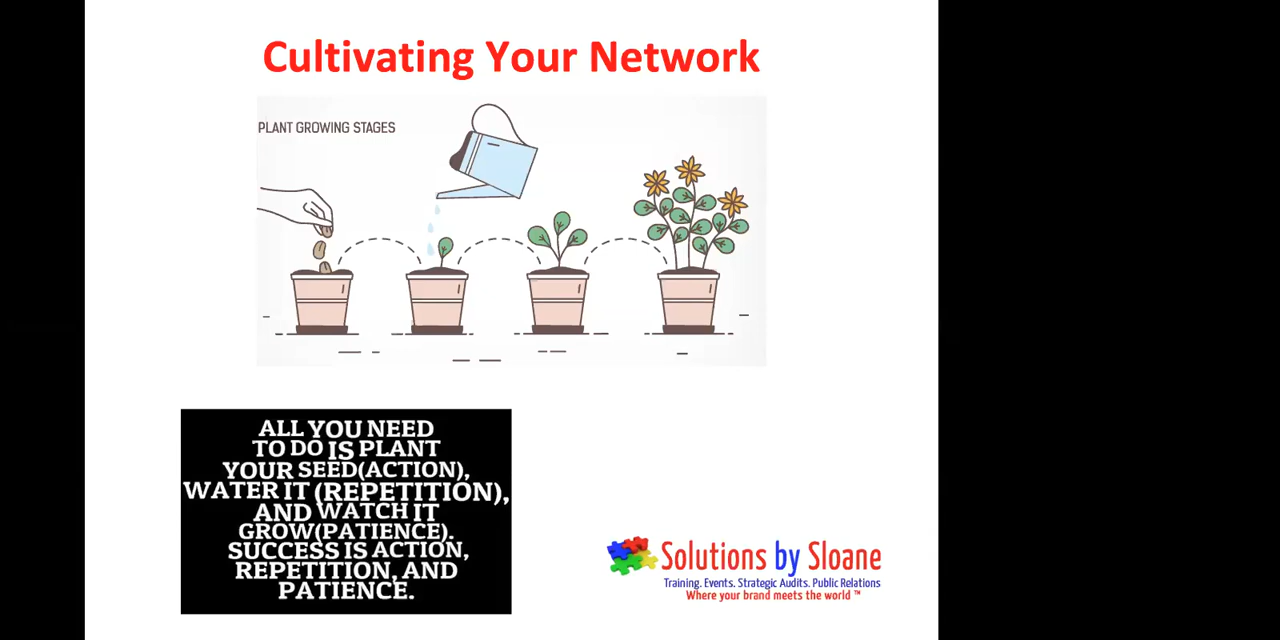 Cultivating Your Network
PLANT GROWING STAGES
ALL YOU NEED
TO DO IS PLANT
YOUR SEED(ACTION),
WATER IT (REPETITION),
AND WATCH IT
GROW(PATIENCE).
SUCCESS IS ACTION,
REPETITION, AND
PATIENCE.
Solutions by Sloane
Training. Events. Strategic Audits. Public Relations
Where your brand meets the world ™